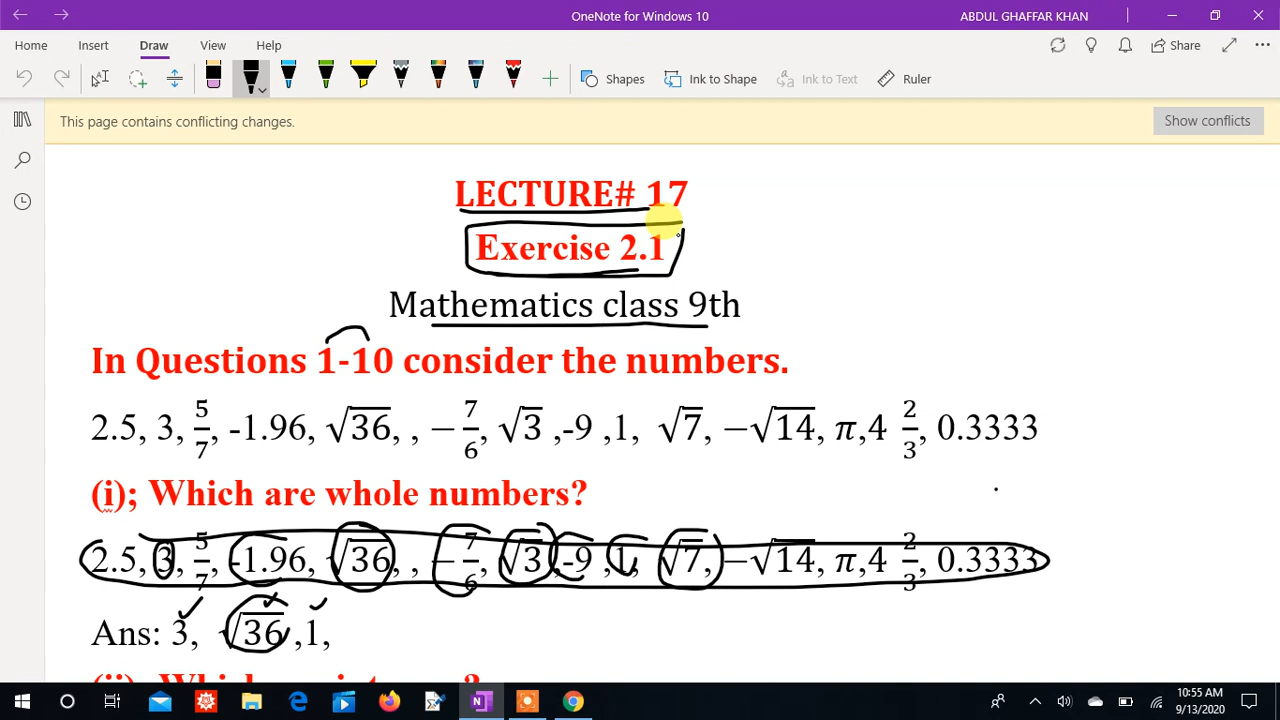 OneNote for Windows 10
ABDUL GHAFFAR KHAN
Home Insert Draw View Help
Share
Shapes Ink to Shape Ink to Text Ruler
This page contains conflicting changes.
Show conflicts
LECTURE# 17
Exercise 2.1
Mathematics class 9th
In Questions 1-10 consider the numbers.
2.5, 3, 5/7, -1.96, √36, , −7/6, √3 ,-9 ,1, √7, −√14, π,4 2/3, 0.3333
(i); Which are whole numbers?
2.5, 3, 5/7, -1.96, √36, , −7/6, √3 ,-9 ,1, √7, −√14, π,4 2/3, 0.3333
Ans: 3, √36 ,1,
10:55 AM
9/13/2020